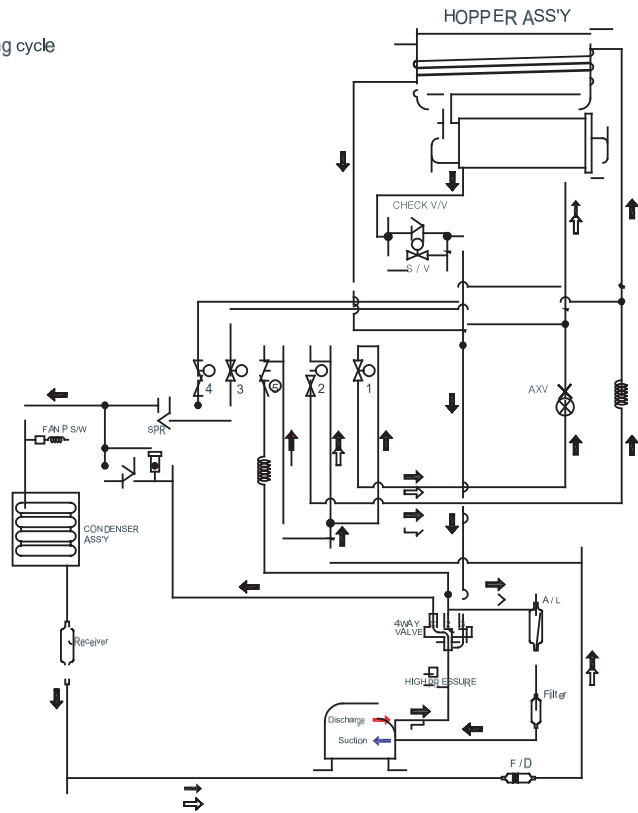 HOPPER ASS'Y
g cycle
CHECK V/V
S / V
4
3
5
2
1
AXV
FAN P S/W
SPR
CONDENSER
ASS'Y
A / L
4WAY
VALVE
Receiver
HIGH PRESSURE
Filter
Discharge
Suction
F / D